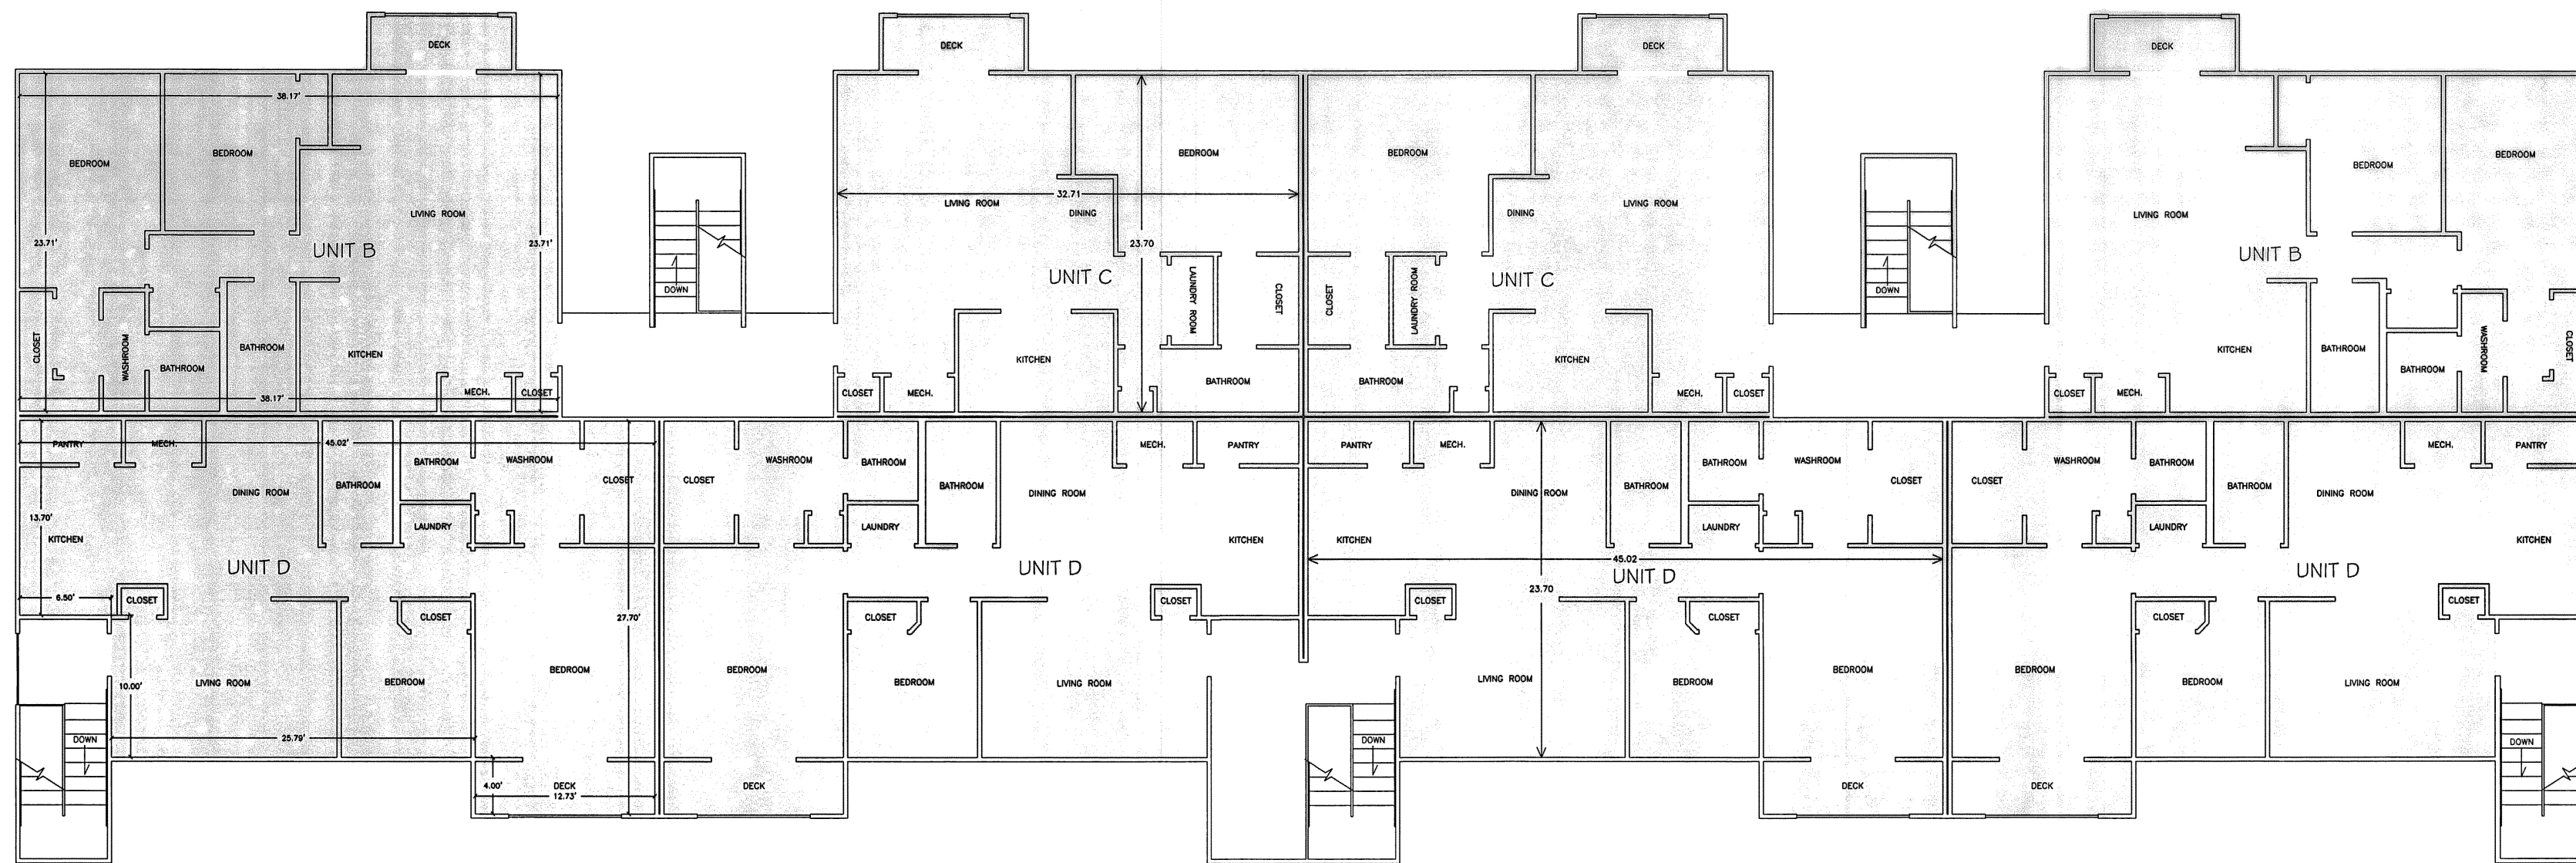 DECK
DECK
DECK
DECK
38.17'
BEDROOM
BEDROOM
LIVING ROOM
23.71'
23.71'
UNIT B
CLOSET
WASHROOM
BATHROOM
BATHROOM
KITCHEN
MECH.
CLOSET
38.17'
DOWN
LIVING ROOM
32.71
DINING
BEDROOM
23.70
UNIT C
LAUNDRY ROOM
CLOSET
KITCHEN
BATHROOM
CLOSET
MECH.
BEDROOM
DINING
LIVING ROOM
UNIT C
CLOSET
LAUNDRY ROOM
BATHROOM
KITCHEN
MECH.
CLOSET
DOWN
LIVING ROOM
BEDROOM
BEDROOM
UNIT B
KITCHEN
BATHROOM
BATHROOM
WASHROOM
CLOSET
CLOSET
MECH.
PANTRY
MECH.
45.02'
BATHROOM
WASHROOM
CLOSET
DINING ROOM
BATHROOM
13.70'
KITCHEN
LAUNDRY
UNIT D
6.50'
CLOSET
CLOSET
27.70'
10.00'
LIVING ROOM
BEDROOM
BEDROOM
DOWN
25.79'
4.00'
DECK
12.73'
CLOSET
WASHROOM
BATHROOM
BATHROOM
DINING ROOM
MECH.
PANTRY
LAUNDRY
KITCHEN
UNIT D
CLOSET
CLOSET
BEDROOM
BEDROOM
LIVING ROOM
DECK
PANTRY
MECH.
DINING ROOM
BATHROOM
BATHROOM
WASHROOM
CLOSET
KITCHEN
LAUNDRY
45.02
UNIT D
23.70
CLOSET
CLOSET
LIVING ROOM
BEDROOM
BEDROOM
DOWN
DECK
CLOSET
WASHROOM
BATHROOM
BATHROOM
DINING ROOM
MECH.
PANTRY
LAUNDRY
KITCHEN
UNIT D
CLOSET
CLOSET
BEDROOM
BEDROOM
LIVING ROOM
DOWN
DECK